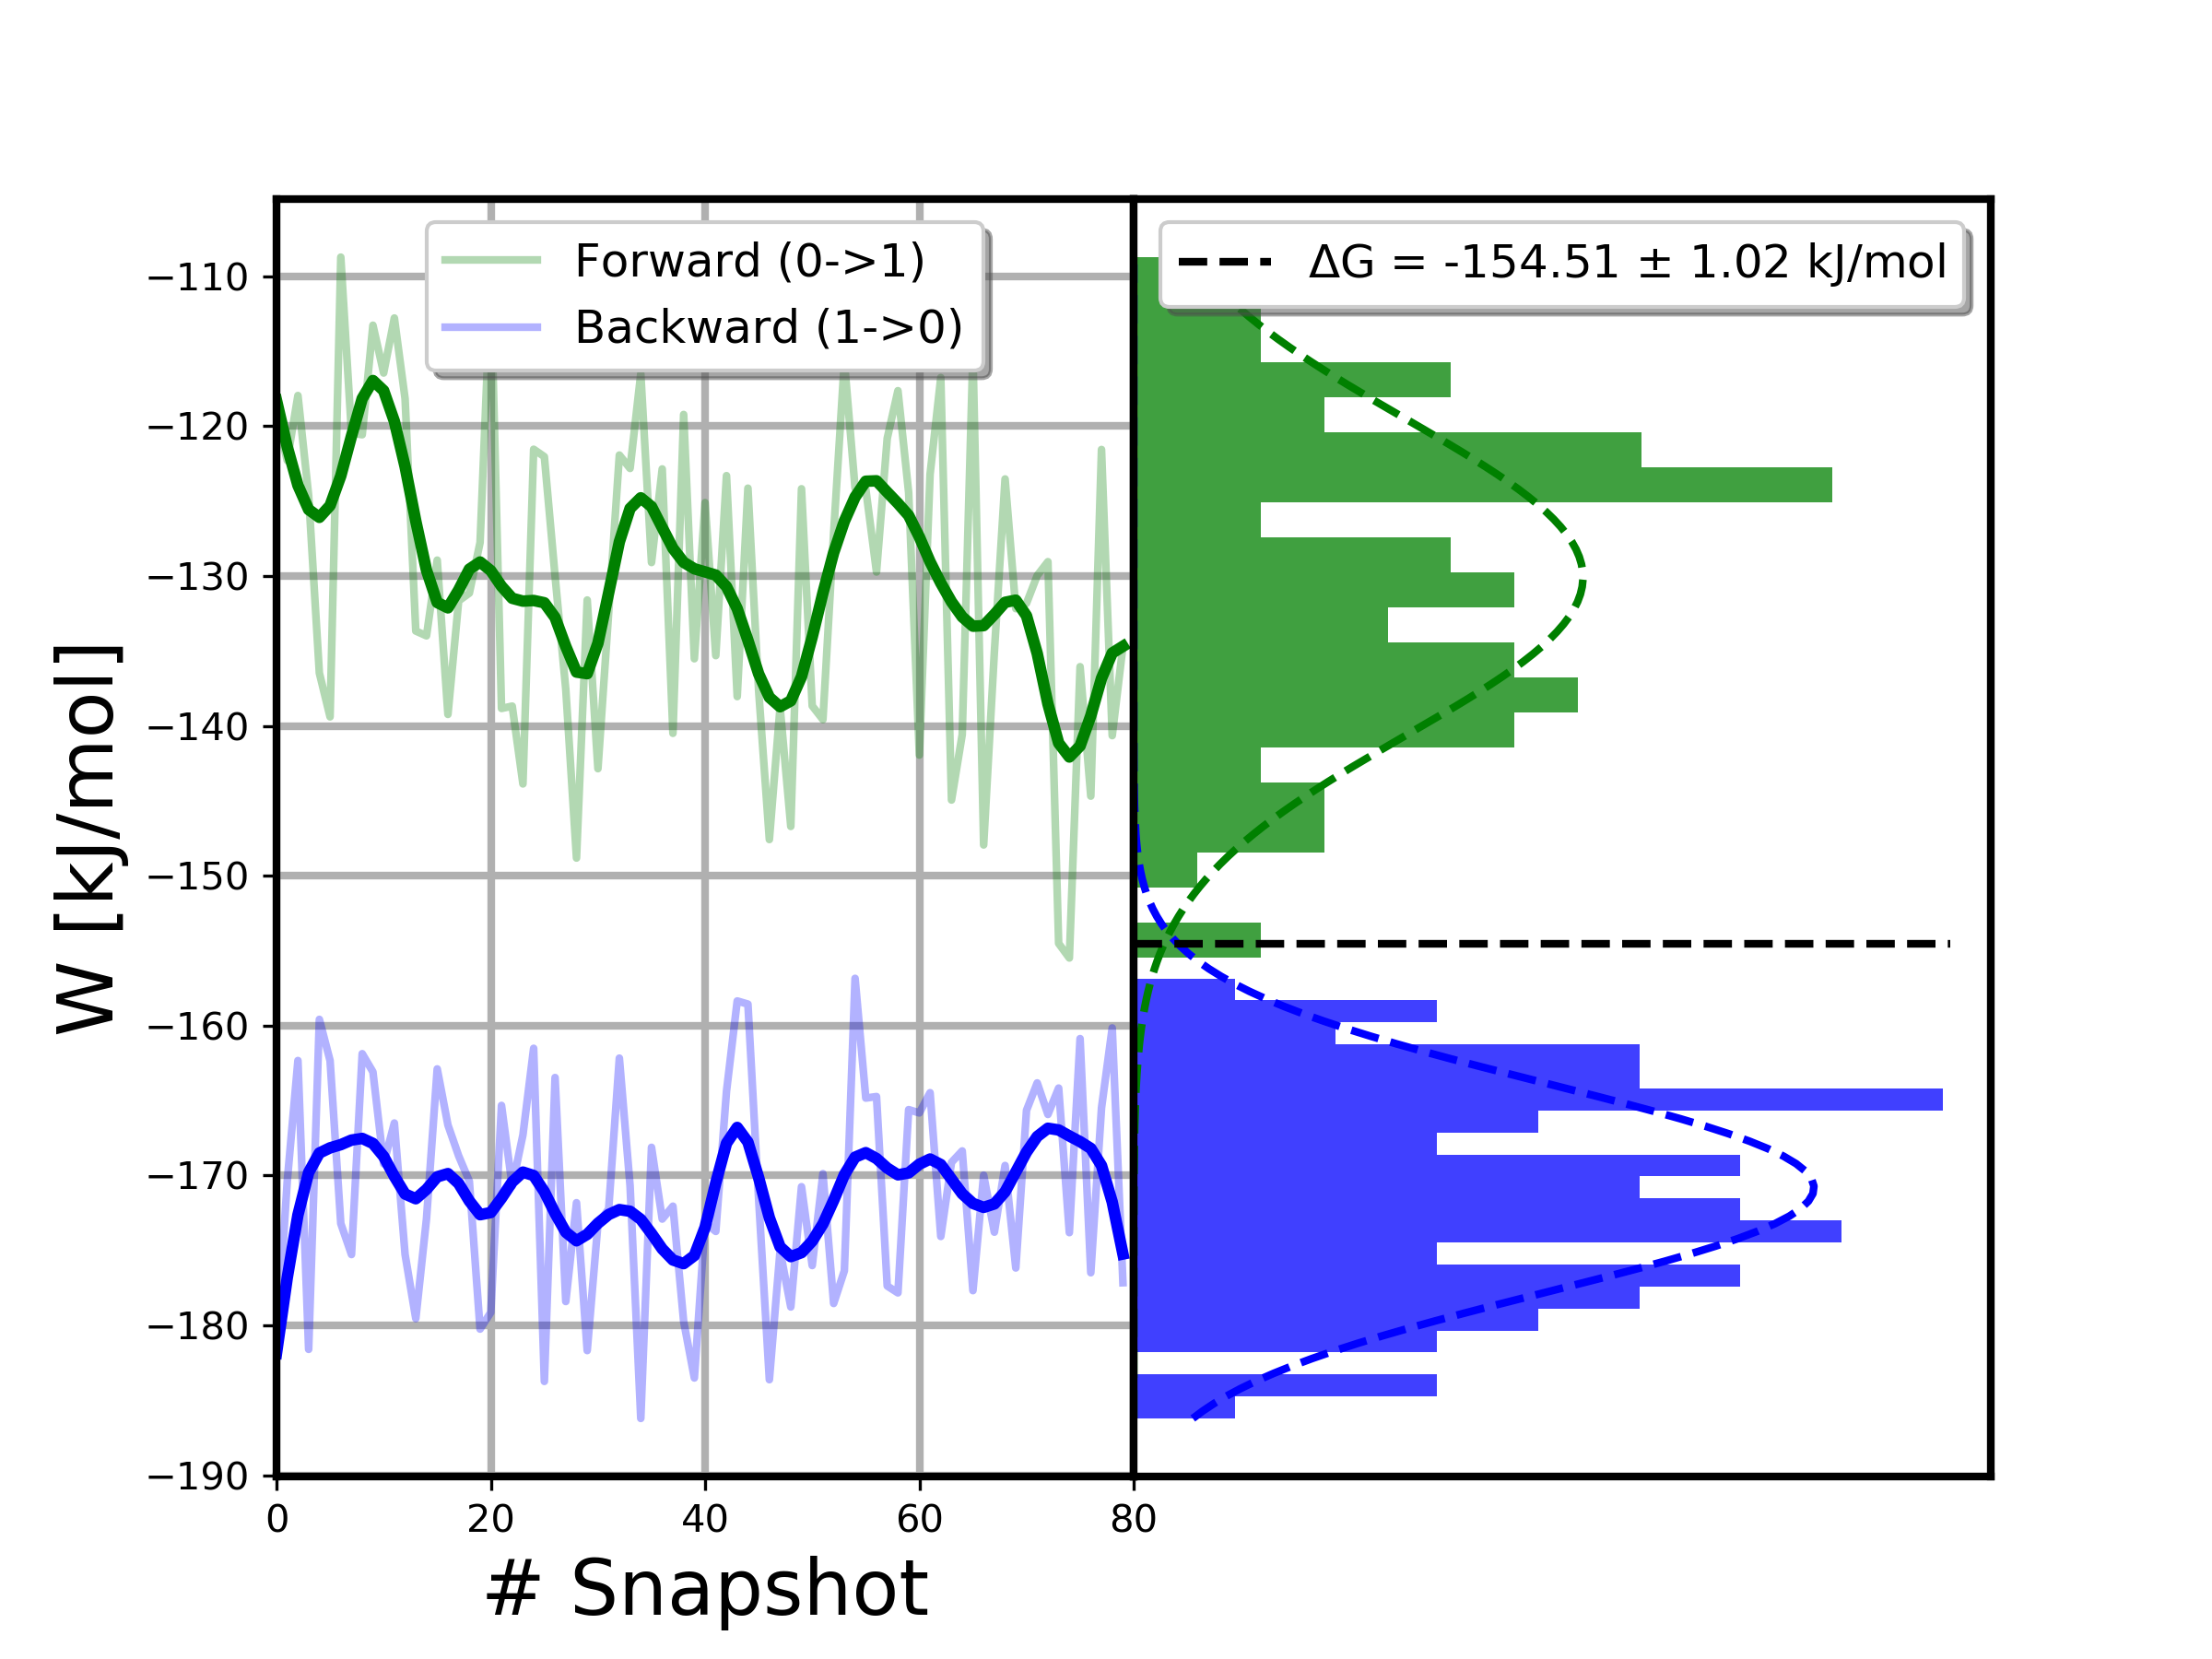 Forward (0->1)
Backward (1->0)
ΔG = -154.51 ± 1.02 kJ/mol
W [kJ/mol]
−110
−120
−130
−140
−150
−160
−170
−180
−190
0 20 40 60 80
# Snapshot